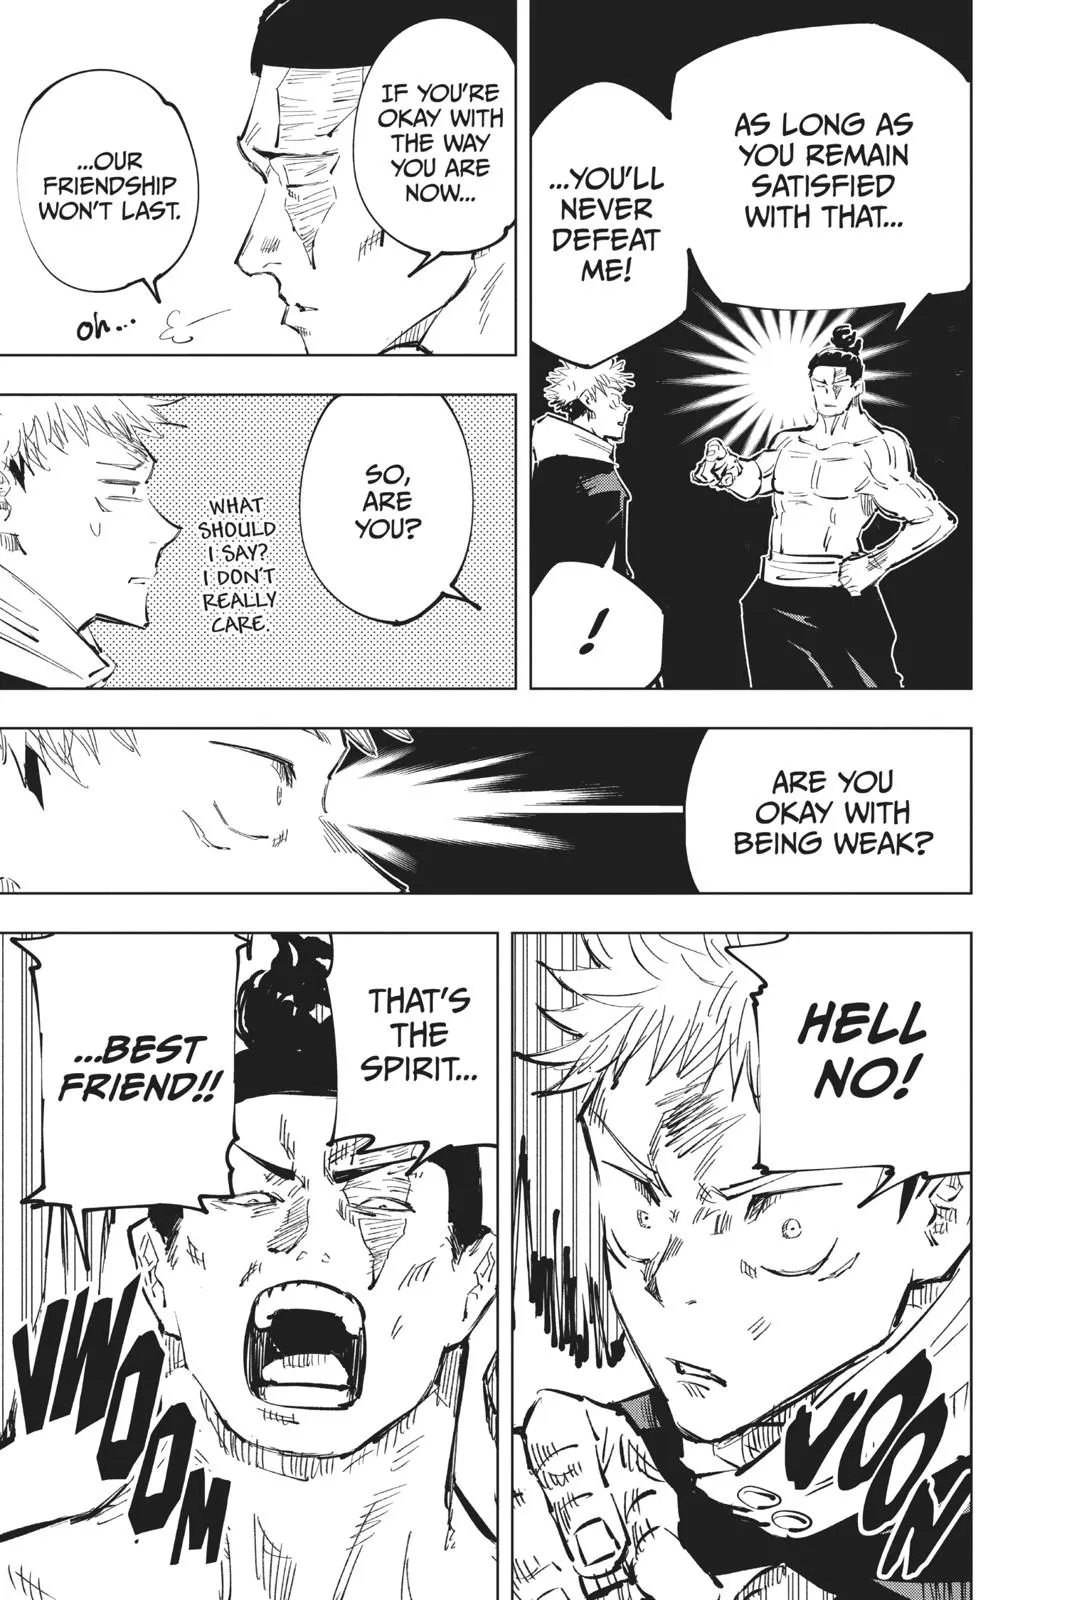 AS LONG AS
YOU REMAIN
SATISFIED
WITH THAT...
...YOU'LL
NEVER
DEFEAT
ME!
!
IF YOU'RE
OKAY WITH
THE WAY
YOU ARE
NOW...
...OUR
FRIENDSHIP
WON'T LAST.
oh...
SO,
ARE
YOU?
WHAT
SHOULD
I SAY?
I DON'T
REALLY
CARE.
ARE YOU
OKAY WITH
BEING WEAK?
HELL
NO!
VOON
THAT'S
THE
SPIRIT...
...BEST
FRIEND!!
VWOOOM